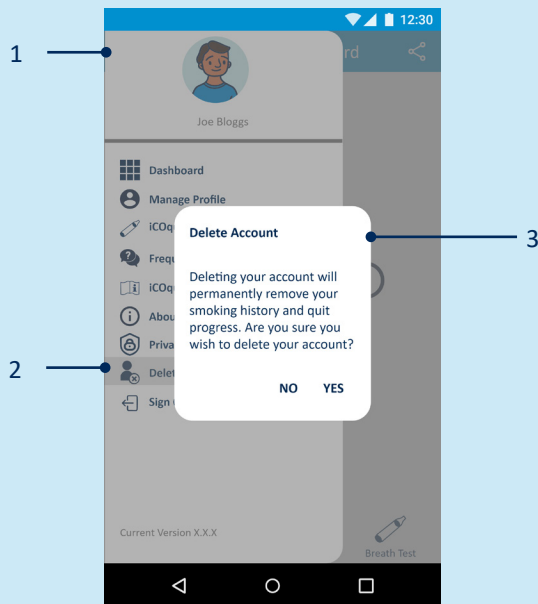 12:30
1
rd
Joe Bloggs
Dashboard
Manage Profile
iCOqu
Frequ
iCOqu
i
Abou
i
Priva
Delet
Sign
Delete Account
Deleting your account will
permanently remove your
smoking history and quit
progress. Are you sure you
wish to delete your account?
NO YES
3
2
Current Version X.X.X
Breath Test